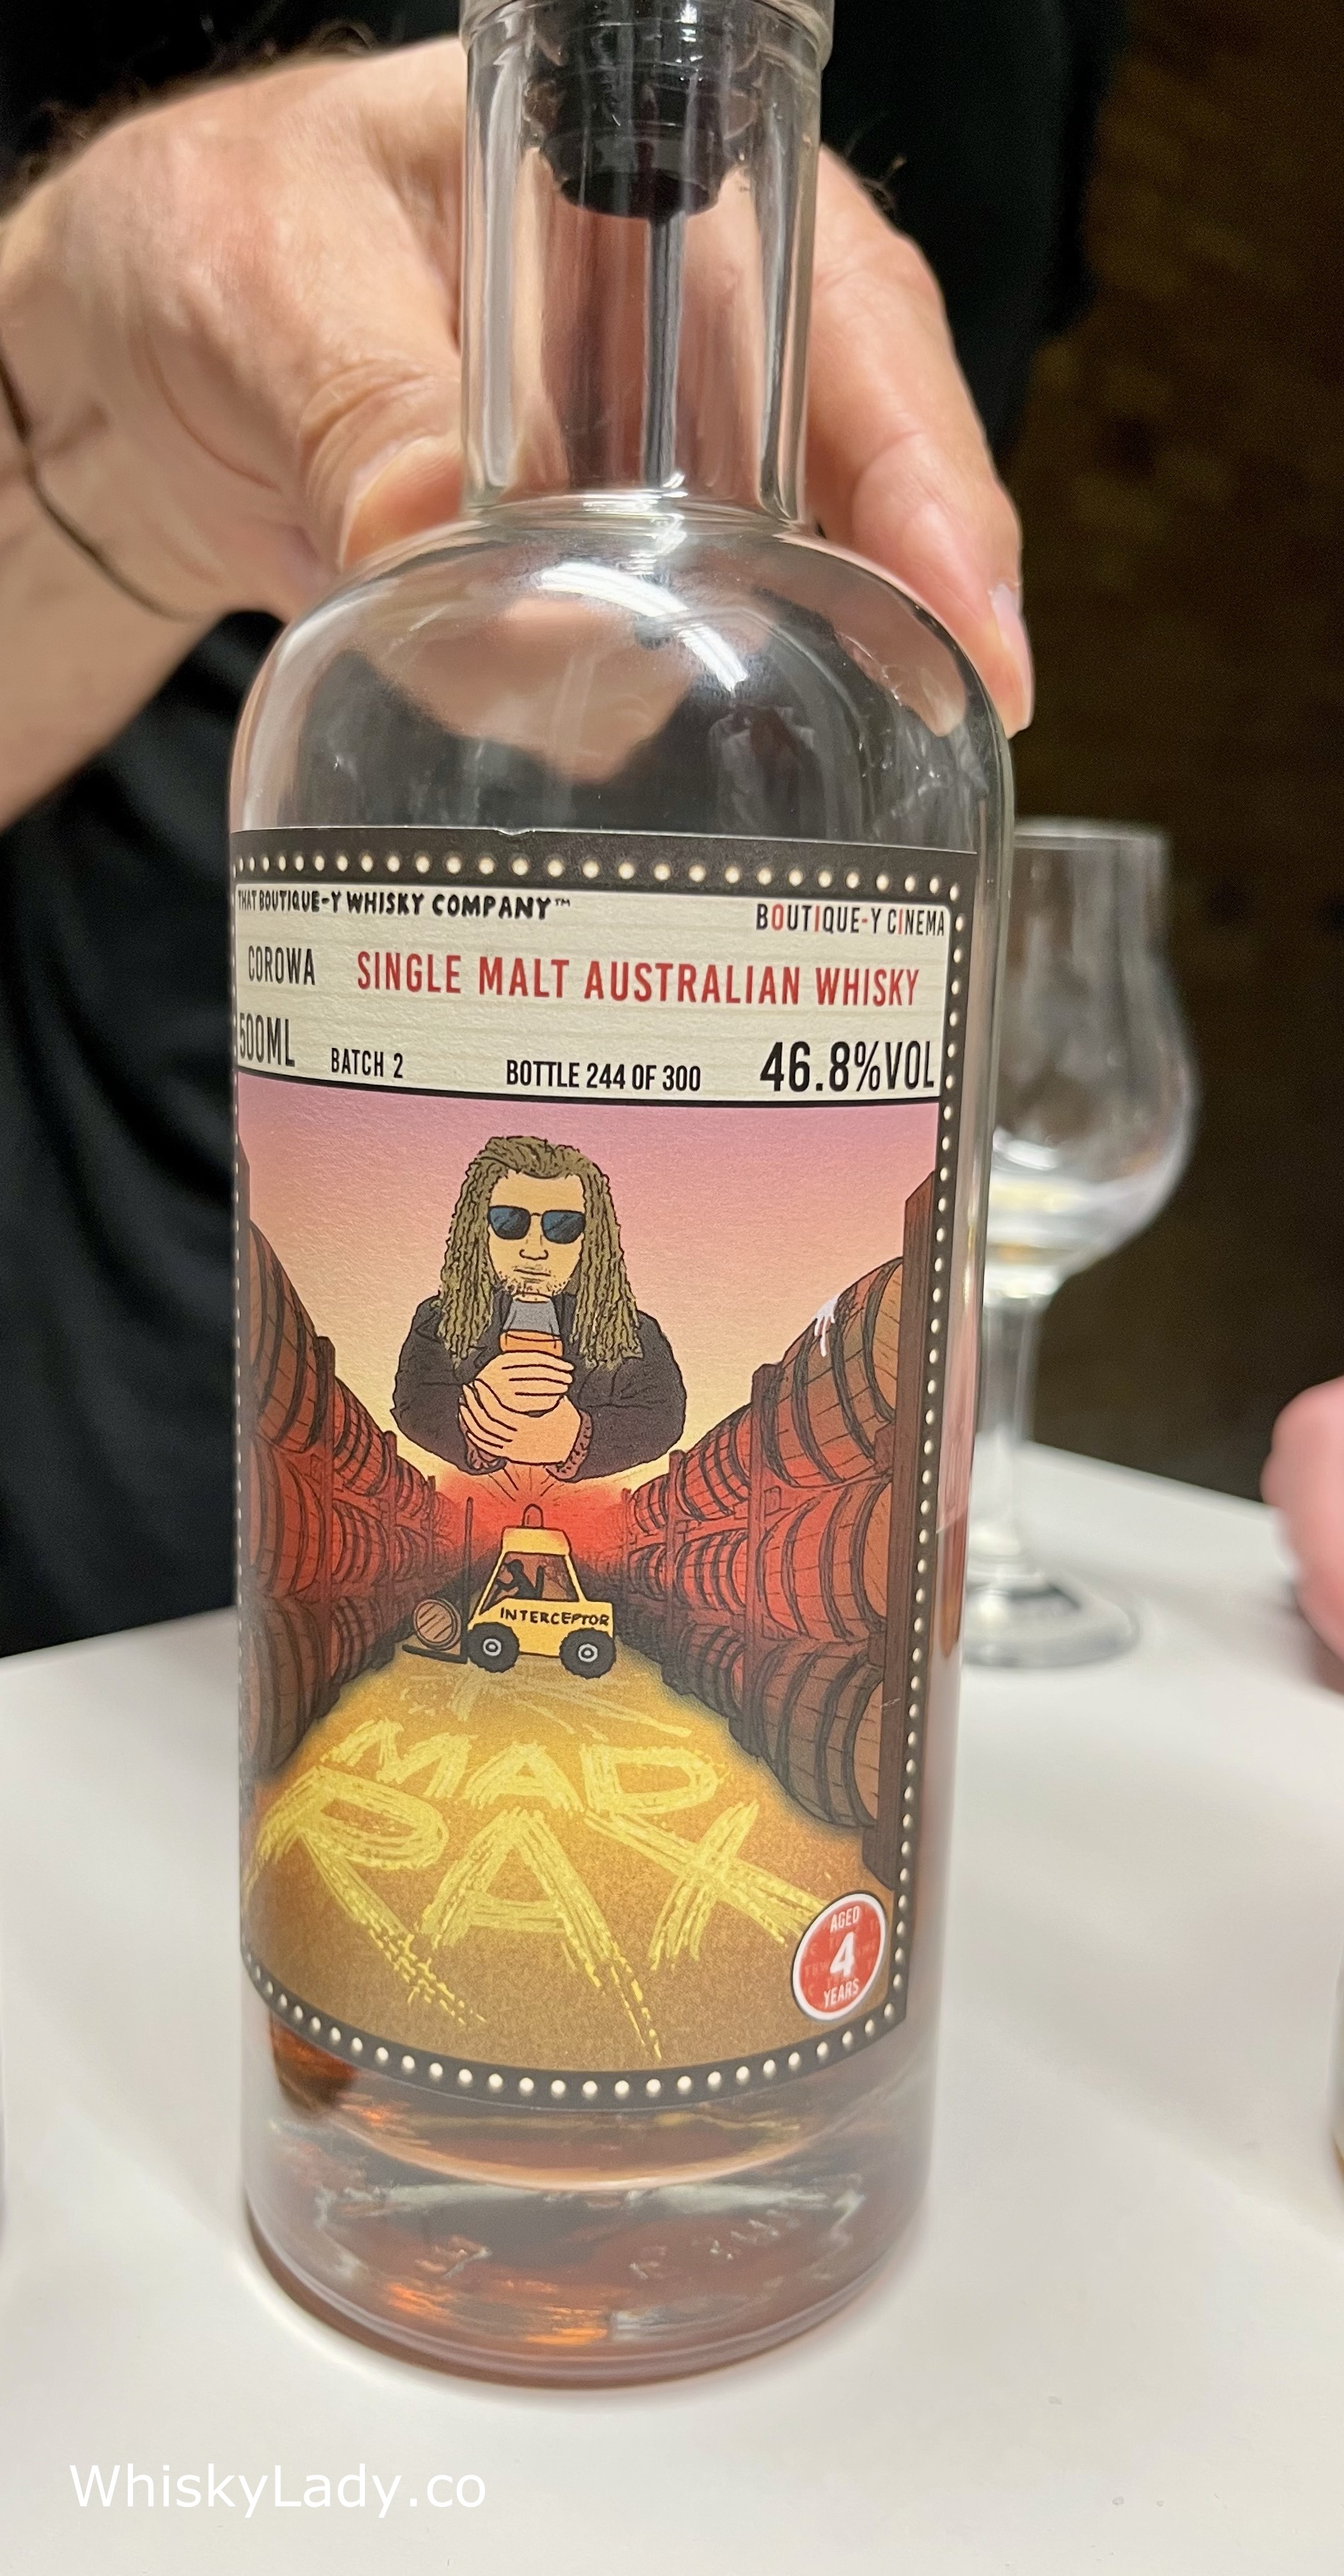 THAT BOUTIQUE-Y WHISKY COMPANY™
BOUTIQUE-Y CINEMA
COROWA SINGLE MALT AUSTRALIAN WHISKY
500ML BATCH 2 BOTTLE 244 OF 300 46.8%VOL
INTERCEPTOR
MAD
RAX
AGED
4
YEARS
WhiskyLady.co